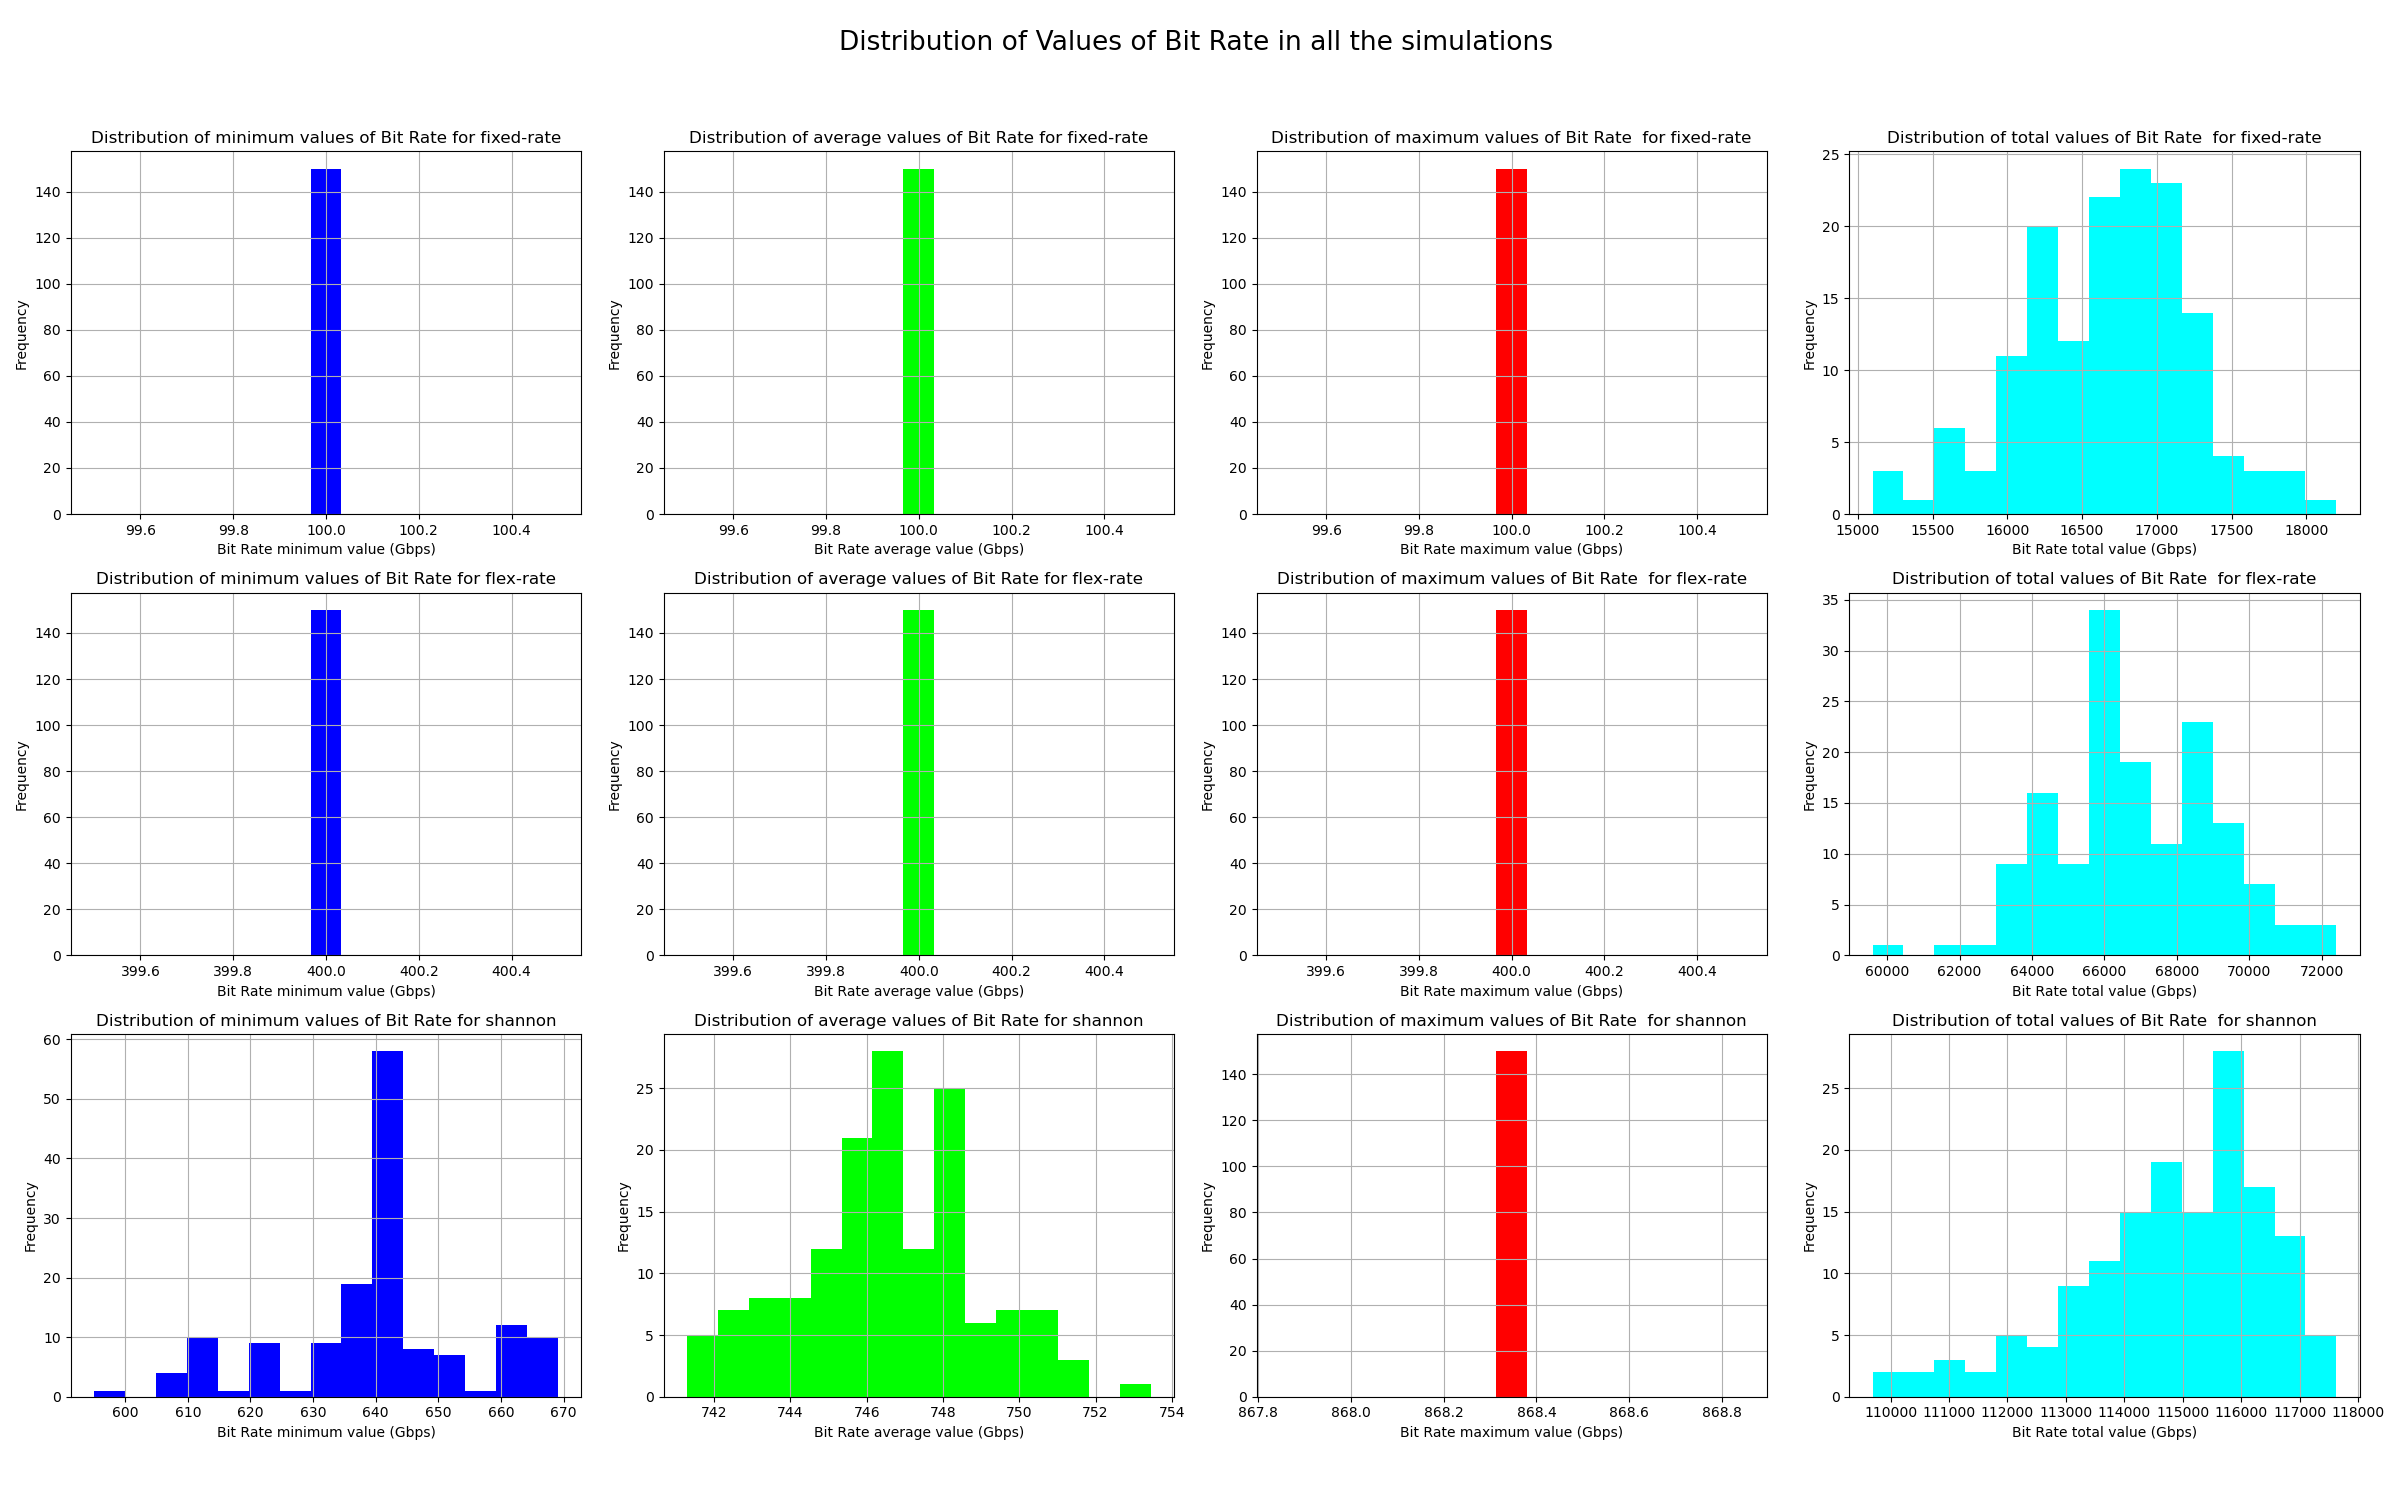 Distribution of Values of Bit Rate in all the simulations
Distribution of minimum values of Bit Rate for fixed-rate
Frequency
140
120
100
80
60
40
20
0
99.6 99.8 100.0 100.2 100.4
Bit Rate minimum value (Gbps)
Distribution of average values of Bit Rate for fixed-rate
Frequency
140
120
100
80
60
40
20
0
99.6 99.8 100.0 100.2 100.4
Bit Rate average value (Gbps)
Distribution of maximum values of Bit Rate  for fixed-rate
Frequency
140
120
100
80
60
40
20
0
99.6 99.8 100.0 100.2 100.4
Bit Rate maximum value (Gbps)
Distribution of total values of Bit Rate  for fixed-rate
Frequency
25
20
15
10
5
0
15000 15500 16000 16500 17000 17500 18000
Bit Rate total value (Gbps)
Distribution of minimum values of Bit Rate for flex-rate
Frequency
140
120
100
80
60
40
20
0
399.6 399.8 400.0 400.2 400.4
Bit Rate minimum value (Gbps)
Distribution of average values of Bit Rate for flex-rate
Frequency
140
120
100
80
60
40
20
0
399.6 399.8 400.0 400.2 400.4
Bit Rate average value (Gbps)
Distribution of maximum values of Bit Rate  for flex-rate
Frequency
140
120
100
80
60
40
20
0
399.6 399.8 400.0 400.2 400.4
Bit Rate maximum value (Gbps)
Distribution of total values of Bit Rate  for flex-rate
Frequency
35
30
25
20
15
10
5
0
60000 62000 64000 66000 68000 70000 72000
Bit Rate total value (Gbps)
Distribution of minimum values of Bit Rate for shannon
Frequency
60
50
40
30
20
10
0
600 610 620 630 640 650 660 670
Bit Rate minimum value (Gbps)
Distribution of average values of Bit Rate for shannon
Frequency
25
20
15
10
5
0
742 744 746 748 750 752 754
Bit Rate average value (Gbps)
Distribution of maximum values of Bit Rate  for shannon
Frequency
140
120
100
80
60
40
20
0
867.8 868.0 868.2 868.4 868.6 868.8
Bit Rate maximum value (Gbps)
Distribution of total values of Bit Rate  for shannon
Frequency
25
20
15
10
5
0
110000 111000 112000 113000 114000 115000 116000 117000 118000
Bit Rate total value (Gbps)